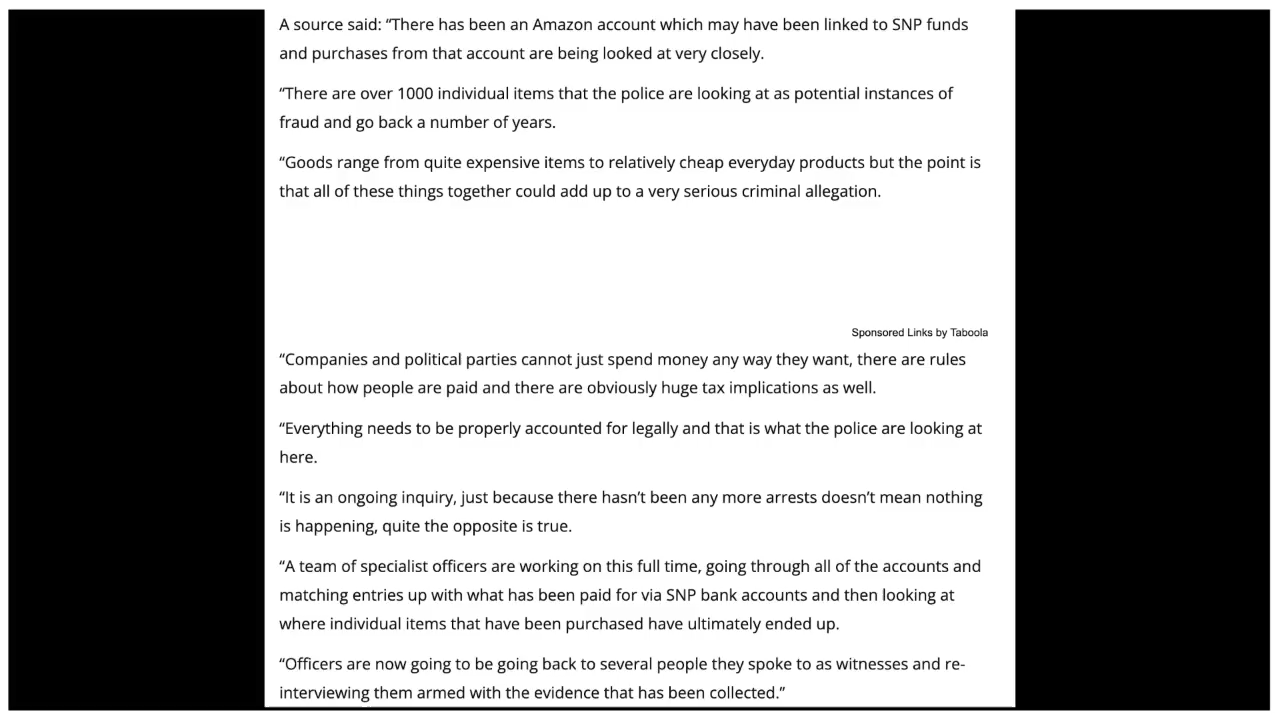 A source said: “There has been an Amazon account which may have been linked to SNP funds
and purchases from that account are being looked at very closely.
“There are over 1000 individual items that the police are looking at as potential instances of
fraud and go back a number of years.
“Goods range from quite expensive items to relatively cheap everyday products but the point is
that all of these things together could add up to a very serious criminal allegation.
Sponsored Links by Taboola
“Companies and political parties cannot just spend money any way they want, there are rules
about how people are paid and there are obviously huge tax implications as well.
“Everything needs to be properly accounted for legally and that is what the police are looking at
here.
“It is an ongoing inquiry, just because there hasn’t been any more arrests doesn’t mean nothing
is happening, quite the opposite is true.
“A team of specialist officers are working on this full time, going through all of the accounts and
matching entries up with what has been paid for via SNP bank accounts and then looking at
where individual items that have been purchased have ultimately ended up.
“Officers are now going to be going back to several people they spoke to as witnesses and re-
interviewing them armed with the evidence that has been collected.”